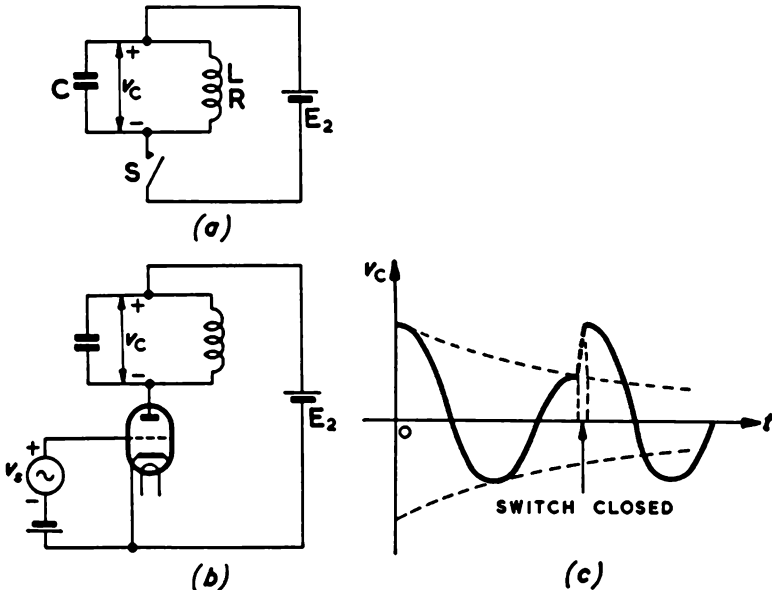 +
C
v_C
L
R
−
E₂
S
(a)
+
v_C
−
E₂
+
v_s
−
(b)
v_C
O
t
SWITCH CLOSED
(c)